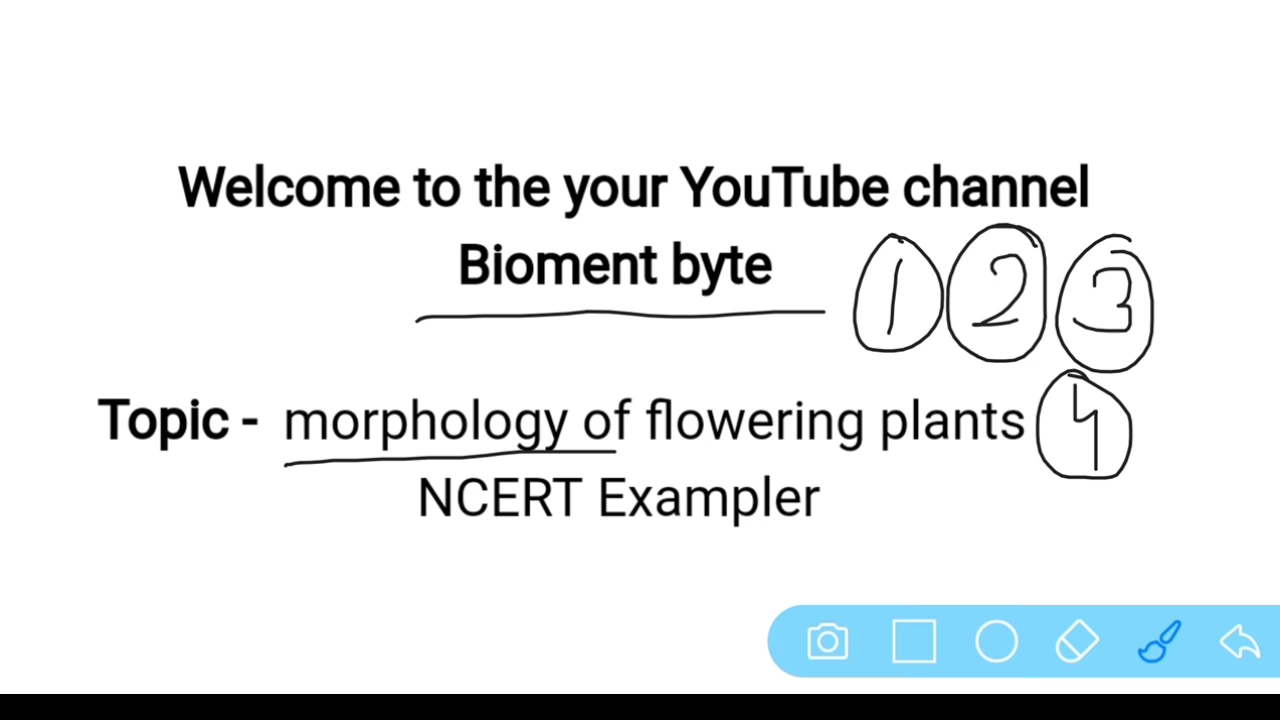 Welcome to the your YouTube channel
Bioment byte
1 2 3
Topic - morphology of flowering plants
4
NCERT Exampler